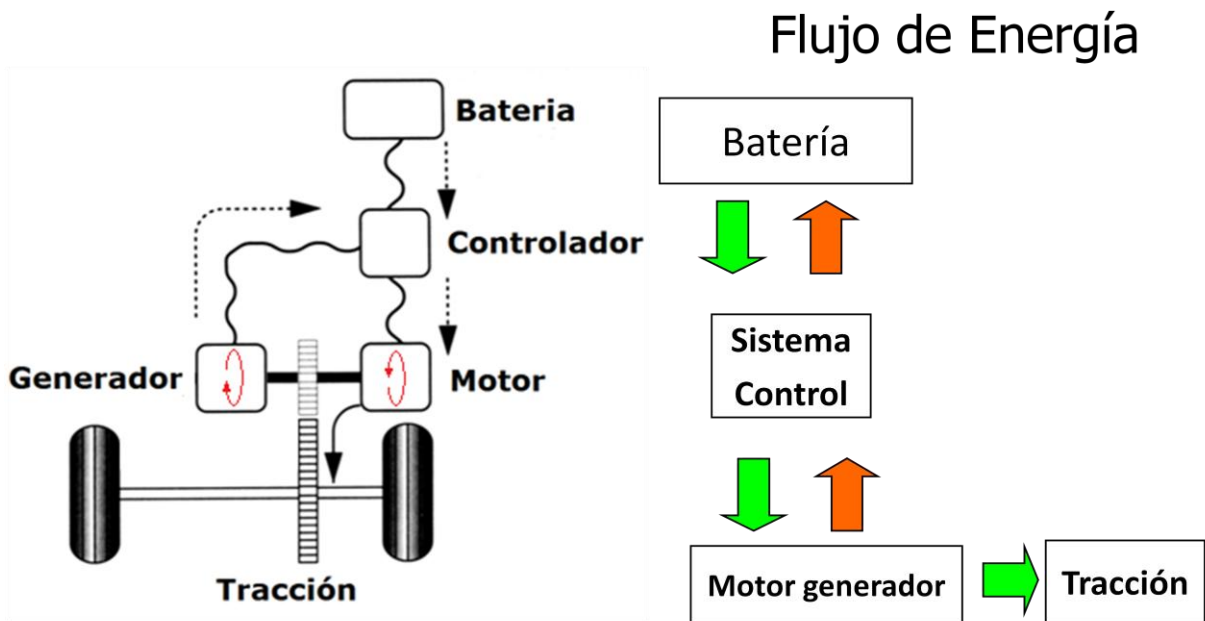 Flujo de Energía
Bateria
Controlador
Generador
Motor
Tracción
Batería
Sistema
Control
Motor generador
Tracción